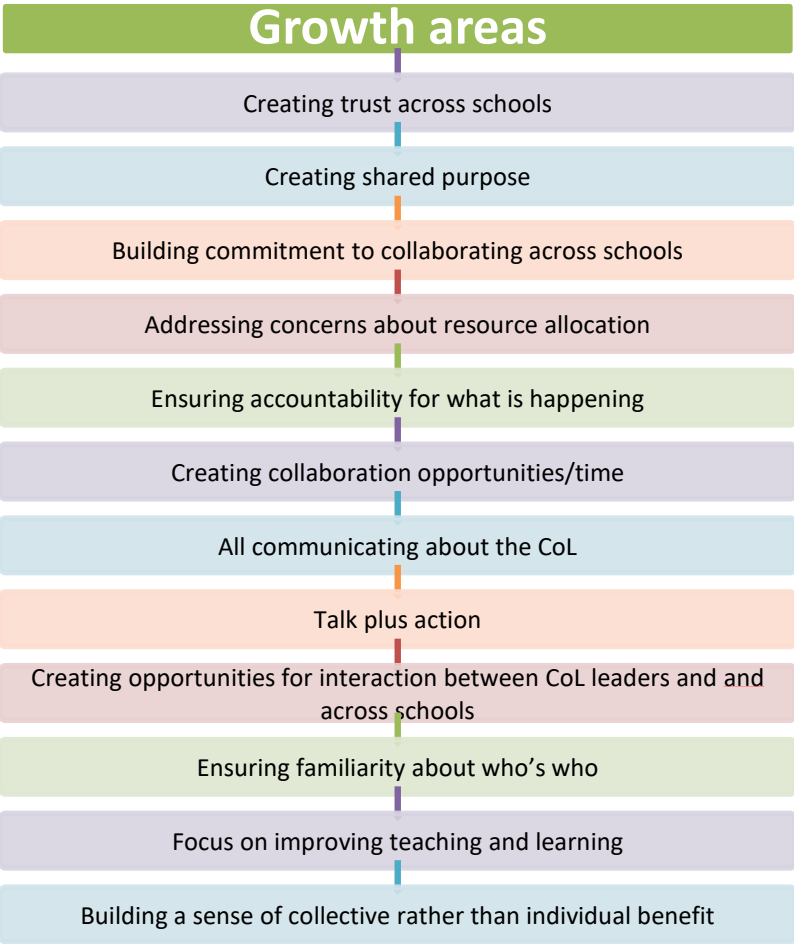 Growth areas
Creating trust across schools
Creating shared purpose
Building commitment to collaborating across schools
Addressing concerns about resource allocation
Ensuring accountability for what is happening
Creating collaboration opportunities/time
All communicating about the CoL
Talk plus action
Creating opportunities for interaction between CoL leaders and and
across schools
Ensuring familiarity about who’s who
Focus on improving teaching and learning
Building a sense of collective rather than individual benefit